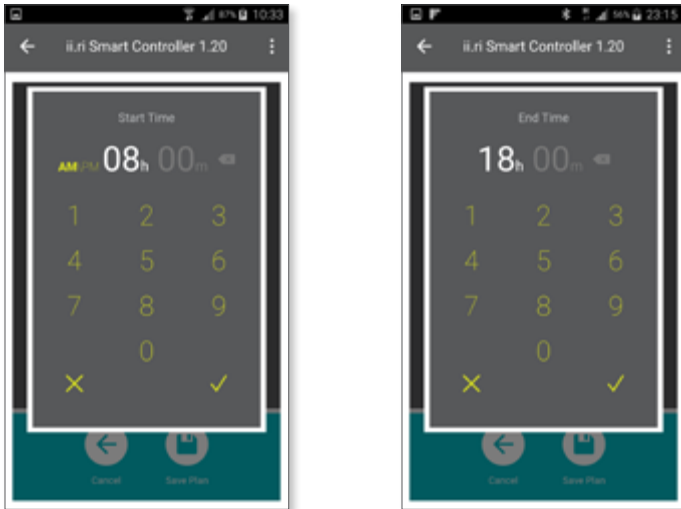 87% 10:33
ii.ri Smart Controller 1.20
Start Time
AM\PM 08h 00m
1 2 3
4 5 6
7 8 9
0
Cancel Save Plan
56% 23:15
ii.ri Smart Controller 1.20
End Time
18h 00m
1 2 3
4 5 6
7 8 9
0
Cancel Save Plan